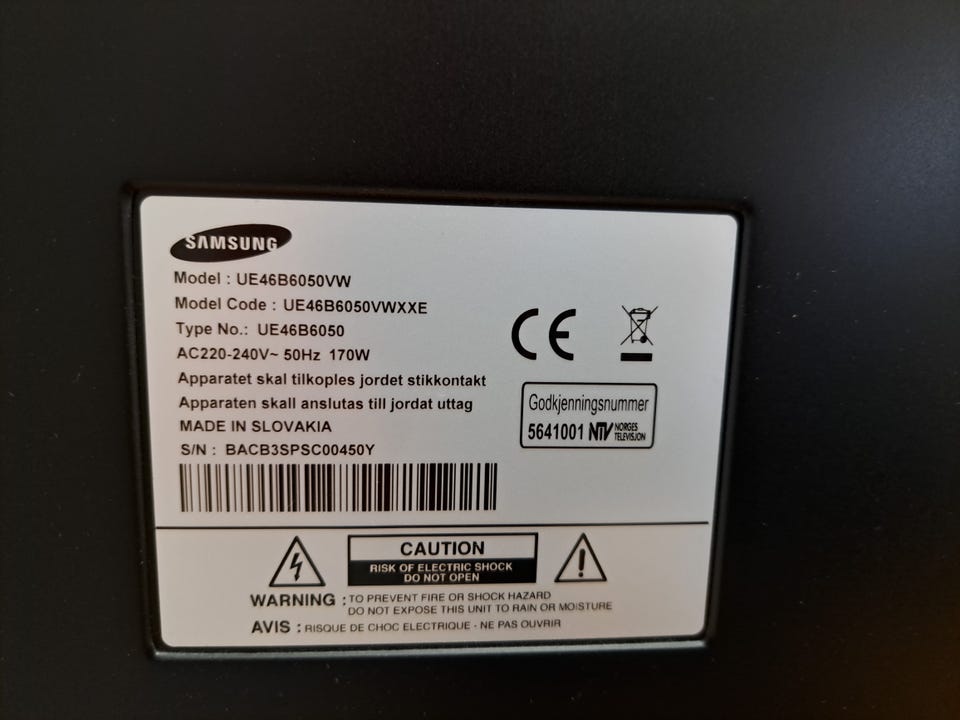 SAMSUNG
Model : UE46B6050VW
Model Code : UE46B6050VWXXE
Type No.: UE46B6050
AC220-240V~ 50Hz 170W
Apparatet skal tilkoples jordet stikkontakt
Apparaten skall anslutas till jordat uttag
MADE IN SLOVAKIA
S/N : BACB3SPSC00450Y
CE
Godkjenningsnummer
5641001 NTV NORGES
TELEVISJON
CAUTION
RISK OF ELECTRIC SHOCK
DO NOT OPEN
WARNING : TO PREVENT FIRE OR SHOCK HAZARD
DO NOT EXPOSE THIS UNIT TO RAIN OR MOISTURE
AVIS : RISQUE DE CHOC ELECTRIQUE - NE PAS OUVRIR